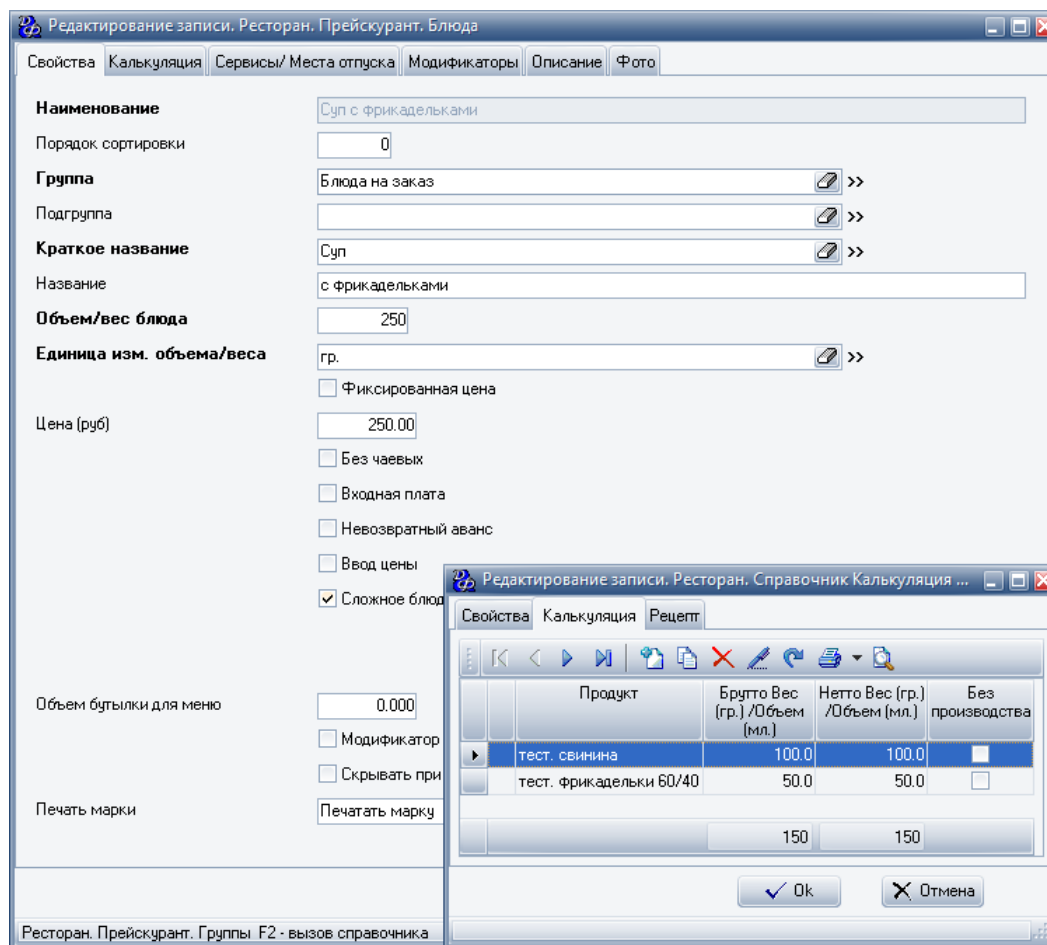 Редактирование записи. Ресторан. Прейскурант. Блюда
Свойства Калькуляция Сервисы/ Места отпуска Модификаторы Описание Фото
Наименование Суп с фрикадельками
Порядок сортировки 0
Группа Блюда на заказ >>
Подгруппа >>
Краткое название Суп >>
Название с фрикадельками
Объем/вес блюда 250
Единица изм. объема/веса гр. >>
Фиксированная цена
Цена (руб) 250.00
Без чаевых
Входная плата
Невозвратный аванс
Ввод цены
Сложное блюд
Объем бутылки для меню 0.000
Модификатор
Скрывать при
Печать марки Печатать марку
Ресторан. Прейскурант. Группы F2 - вызов справочника
Редактирование записи. Ресторан. Справочник Калькуляция ...
Свойства Калькуляция Рецепт
Продукт Брутто Вес (гр.) /Объем (мл.) Нетто Вес (гр.) /Объем (мл.) Без производства
тест. свинина 100.0 100.0
тест. фрикадельки 60/40 50.0 50.0
150 150
Ok Отмена